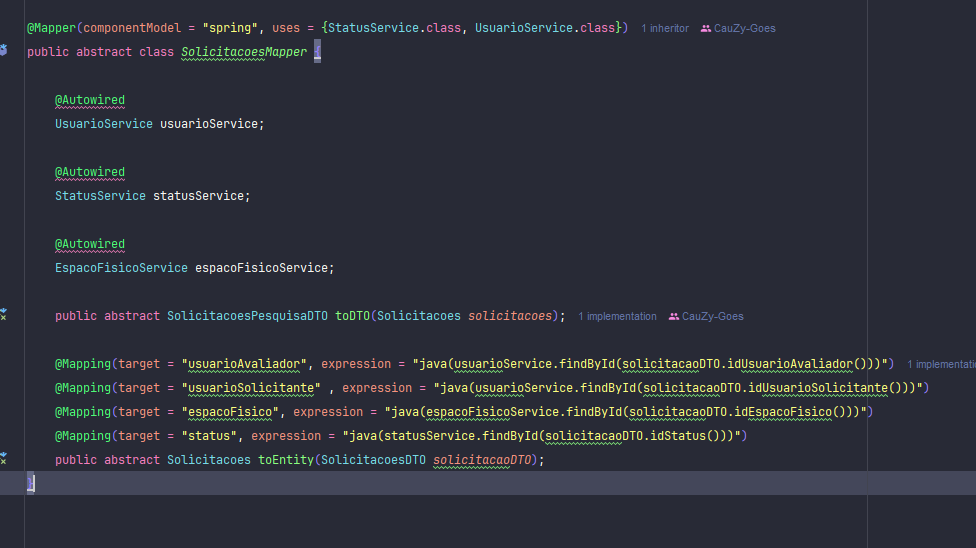 @Mapper(componentModel = "spring", uses = {StatusService.class, UsuarioService.class}) 1 inheritor CauZy-Goes
public abstract class SolicitacoesMapper {
@Autowired
UsuarioService usuarioService;
@Autowired
StatusService statusService;
@Autowired
EspacoFisicoService espacoFisicoService;
public abstract SolicitacoesPesquisaDTO toDTO(Solicitacoes solicitacoes); 1 implementation CauZy-Goes
@Mapping(target = "usuarioAvaliador", expression = "java(usuarioService.findById(solicitacaoDTO.idUsuarioAvaliador()))") 1 implementati
@Mapping(target = "usuarioSolicitante" , expression = "java(usuarioService.findById(solicitacaoDTO.idUsuarioSolicitante()))")
@Mapping(target = "espacoFisico", expression = "java(espacoFisicoService.findById(solicitacaoDTO.idEspacoFisico()))")
@Mapping(target = "status", expression = "java(statusService.findById(solicitacaoDTO.idStatus()))")
public abstract Solicitacoes toEntity(SolicitacoesDTO solicitacaoDTO);
}